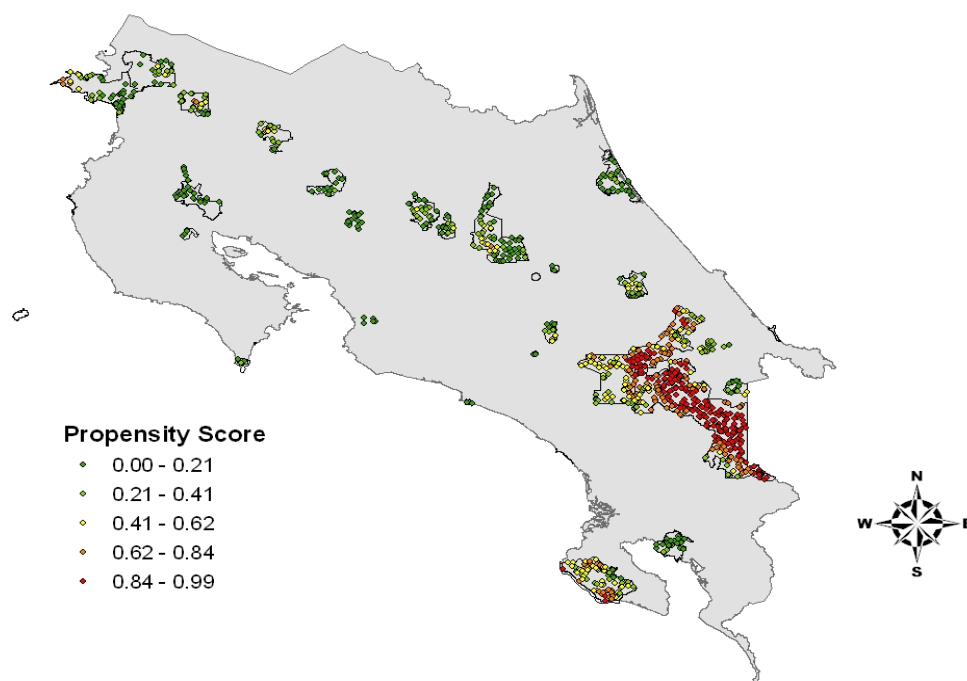 Propensity Score
0.00 - 0.21
0.21 - 0.41
0.41 - 0.62
0.62 - 0.84
0.84 - 0.99
N
W E
S